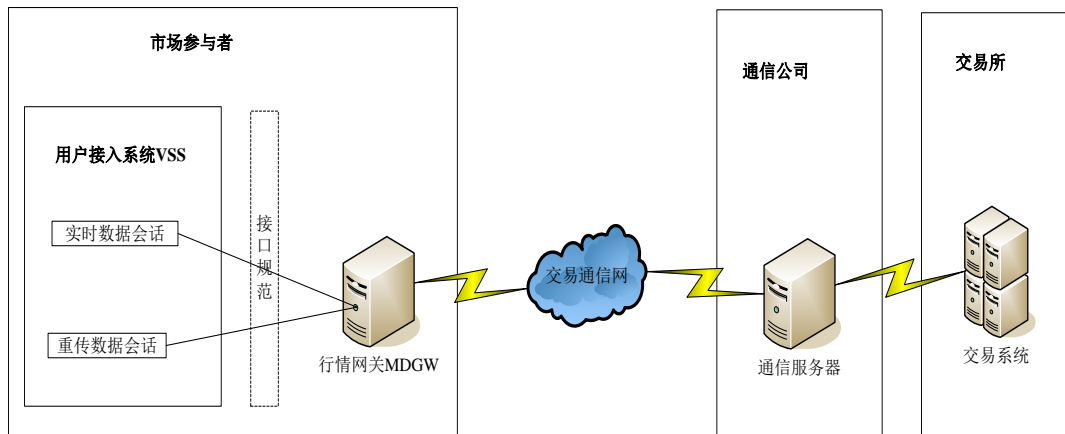 市场参与者
用户接入系统VSS
实时数据会话
重传数据会话
接
口
规
范
行情网关MDGW
交易通信网
通信公司
通信服务器
交易所
交易系统